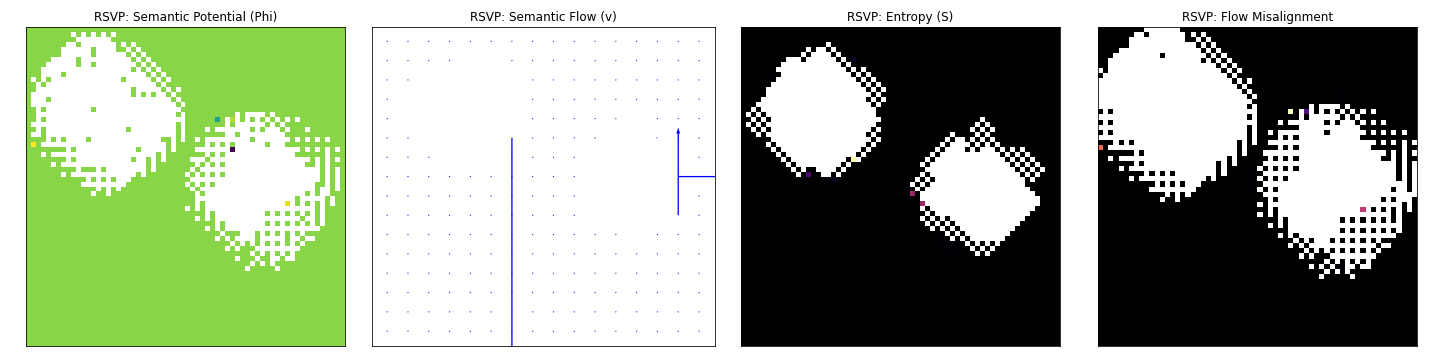 RSVP: Semantic Potential (Phi)
RSVP: Semantic Flow (v)
RSVP: Entropy (S)
RSVP: Flow Misalignment